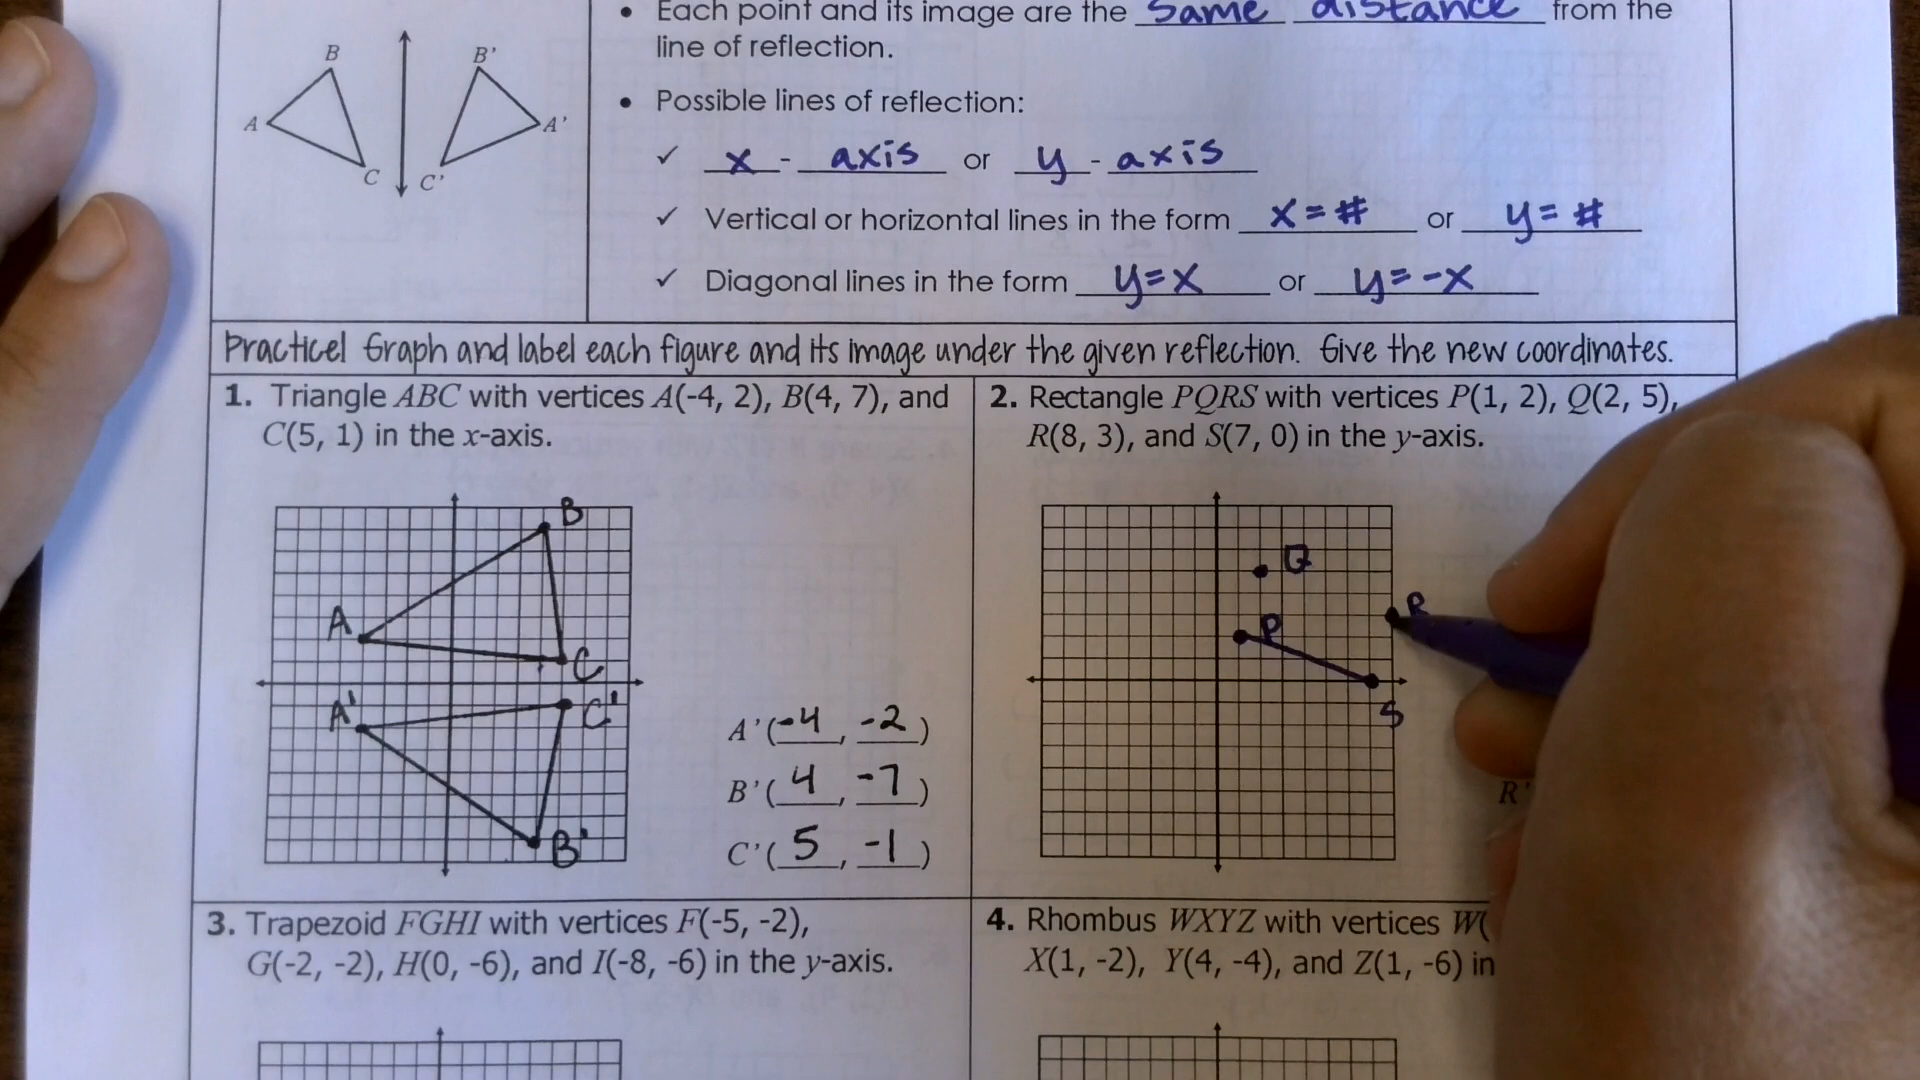 • Each point and its image are the same distance from the
line of reflection.
B B'
A A'
C C'
• Possible lines of reflection:
✓ x - axis or y - axis
✓ Vertical or horizontal lines in the form x = # or y = #
✓ Diagonal lines in the form y=x or y=-x
Practice! Graph and label each figure and its image under the given reflection. Give the new coordinates.
1. Triangle ABC with vertices A(-4, 2), B(4, 7), and
C(5, 1) in the x-axis.
B
A
C
A' C'
B'
A'(-4, -2)
B'(4, -7)
C'(5, -1)
2. Rectangle PQRS with vertices P(1, 2), Q(2, 5),
R(8, 3), and S(7, 0) in the y-axis.
Q
R
P
S
R'
3. Trapezoid FGHI with vertices F(-5, -2),
G(-2, -2), H(0, -6), and I(-8, -6) in the y-axis.
4. Rhombus WXYZ with vertices W(
X(1, -2), Y(4, -4), and Z(1, -6) in